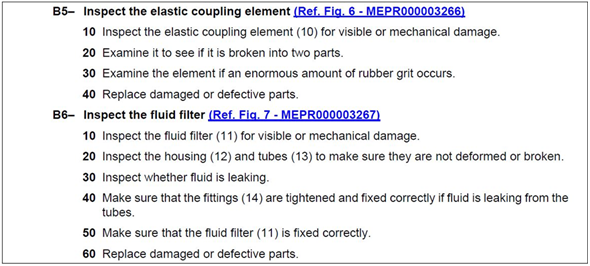 B5– Inspect the elastic coupling element (Ref. Fig. 6 - MEPR000003266)
10 Inspect the elastic coupling element (10) for visible or mechanical damage.
20 Examine it to see if it is broken into two parts.
30 Examine the element if an enormous amount of rubber grit occurs.
40 Replace damaged or defective parts.
B6– Inspect the fluid filter (Ref. Fig. 7 - MEPR000003267)
10 Inspect the fluid filter (11) for visible or mechanical damage.
20 Inspect the housing (12) and tubes (13) to make sure they are not deformed or broken.
30 Inspect whether fluid is leaking.
40 Make sure that the fittings (14) are tightened and fixed correctly if fluid is leaking from the
tubes.
50 Make sure that the fluid filter (11) is fixed correctly.
60 Replace damaged or defective parts.